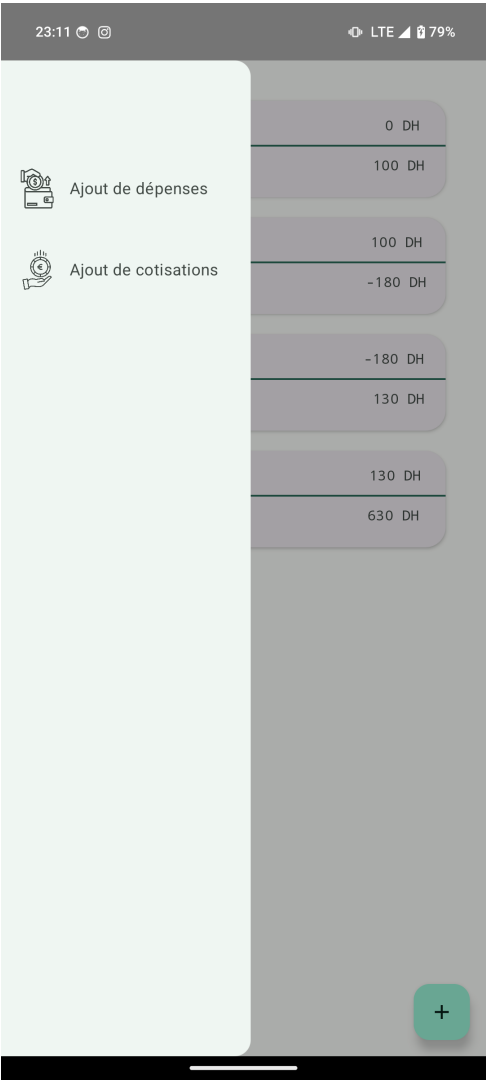 23:11 LTE 79%
0 DH
100 DH
Ajout de dépenses
100 DH
Ajout de cotisations
-180 DH
-180 DH
130 DH
130 DH
630 DH
+